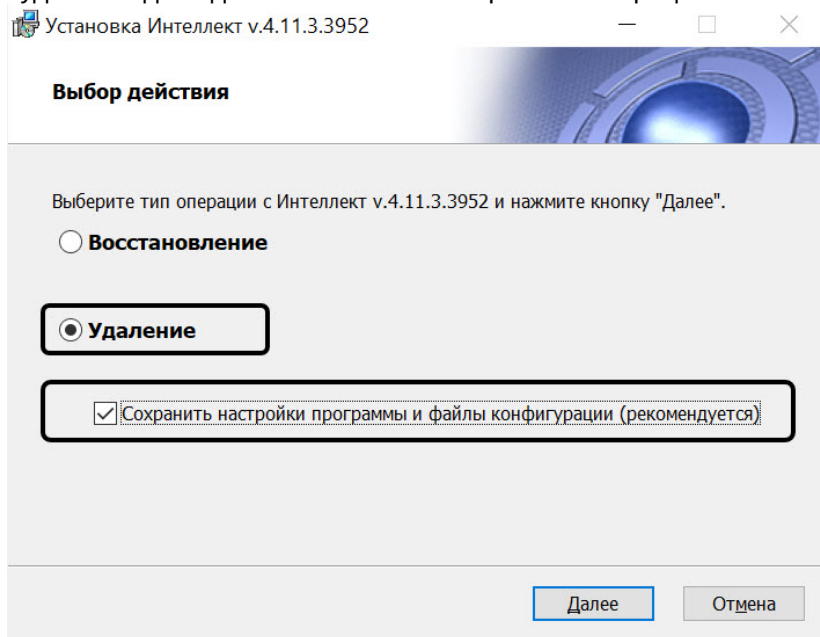 Установка Интеллект v.4.11.3.3952
Выбор действия
Выберите тип операции с Интеллект v.4.11.3.3952 и нажмите кнопку "Далее".
Восстановление
Удаление
Сохранить настройки программы и файлы конфигурации (рекомендуется)
Далее
Отмена